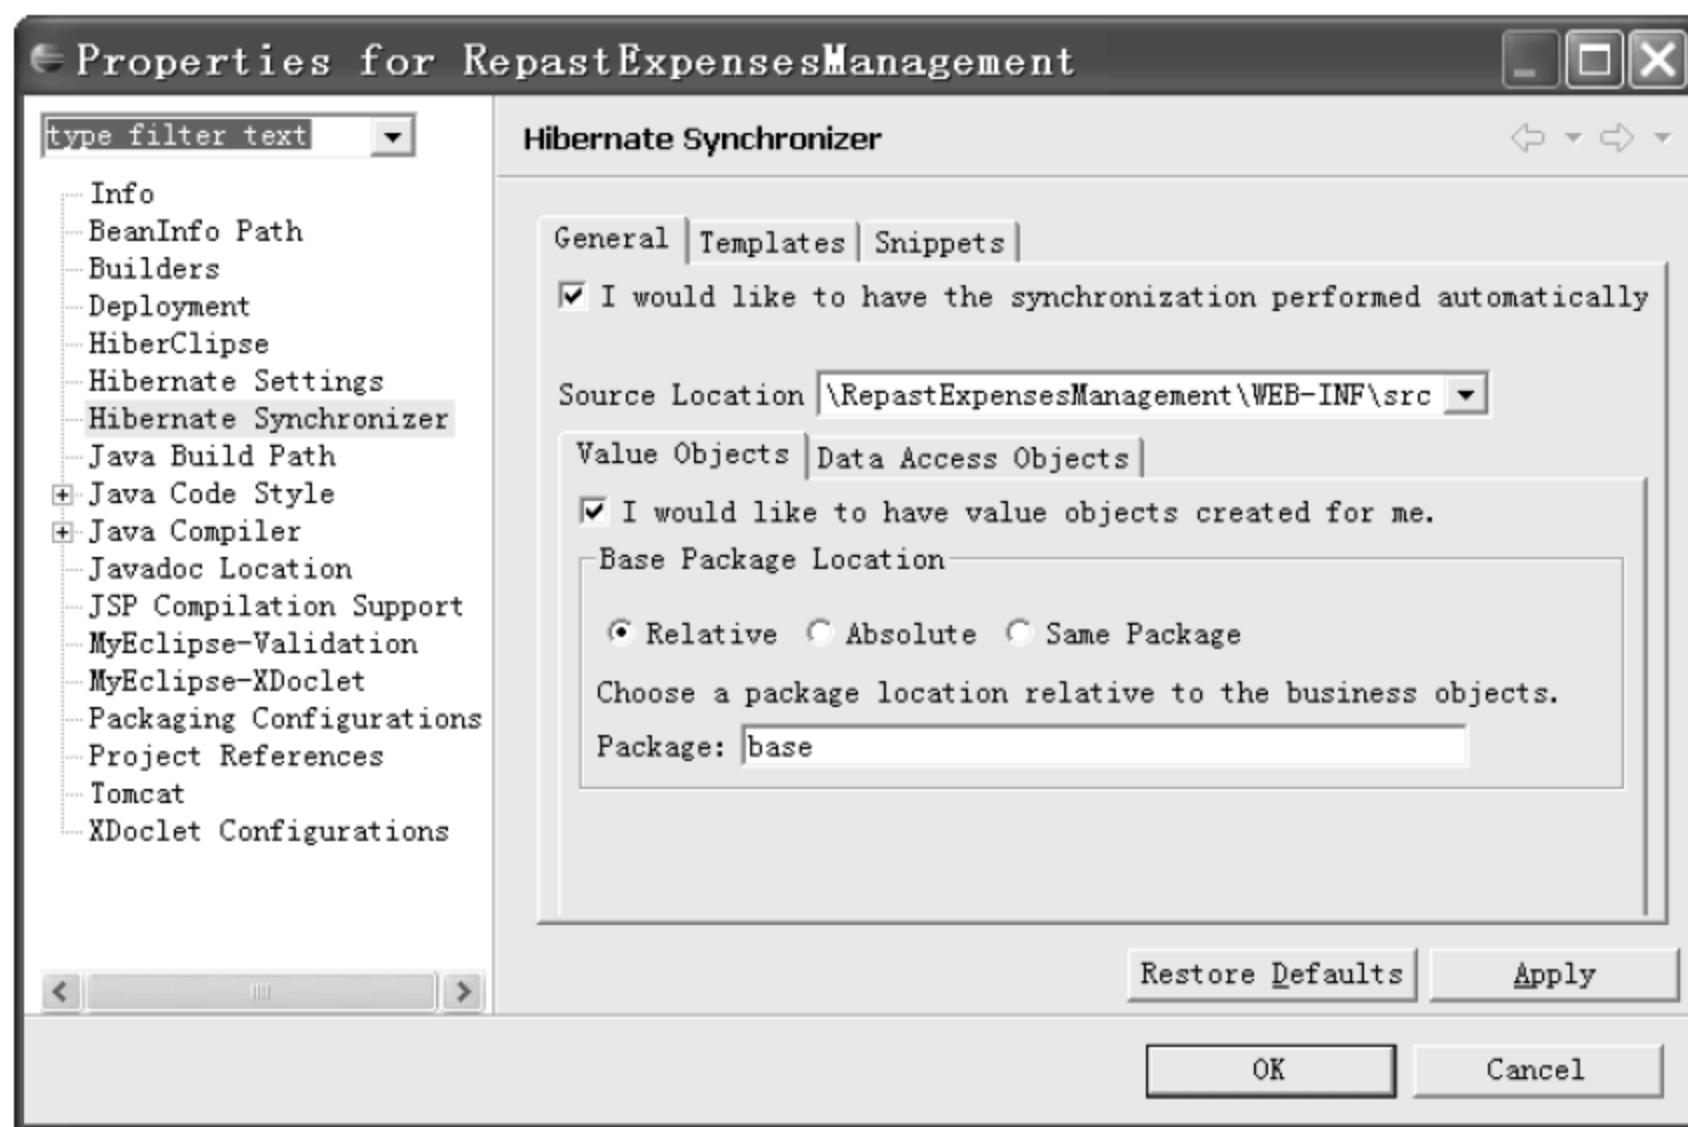 Properties for RepastExpensesManagement
type filter text
Info
BeanInfo Path
Builders
Deployment
HiberClipse
Hibernate Settings
Hibernate Synchronizer
Java Build Path
Java Code Style
Java Compiler
Javadoc Location
JSP Compilation Support
MyEclipse-Validation
MyEclipse-XDoclet
Packaging Configurations
Project References
Tomcat
XDoclet Configurations
Hibernate Synchronizer
General Templates Snippets
I would like to have the synchronization performed automatically
Source Location \RepastExpensesManagement\WEB-INF\src
Value Objects Data Access Objects
I would like to have value objects created for me.
Base Package Location
Relative Absolute Same Package
Choose a package location relative to the business objects.
Package: base
Restore Defaults Apply
OK Cancel